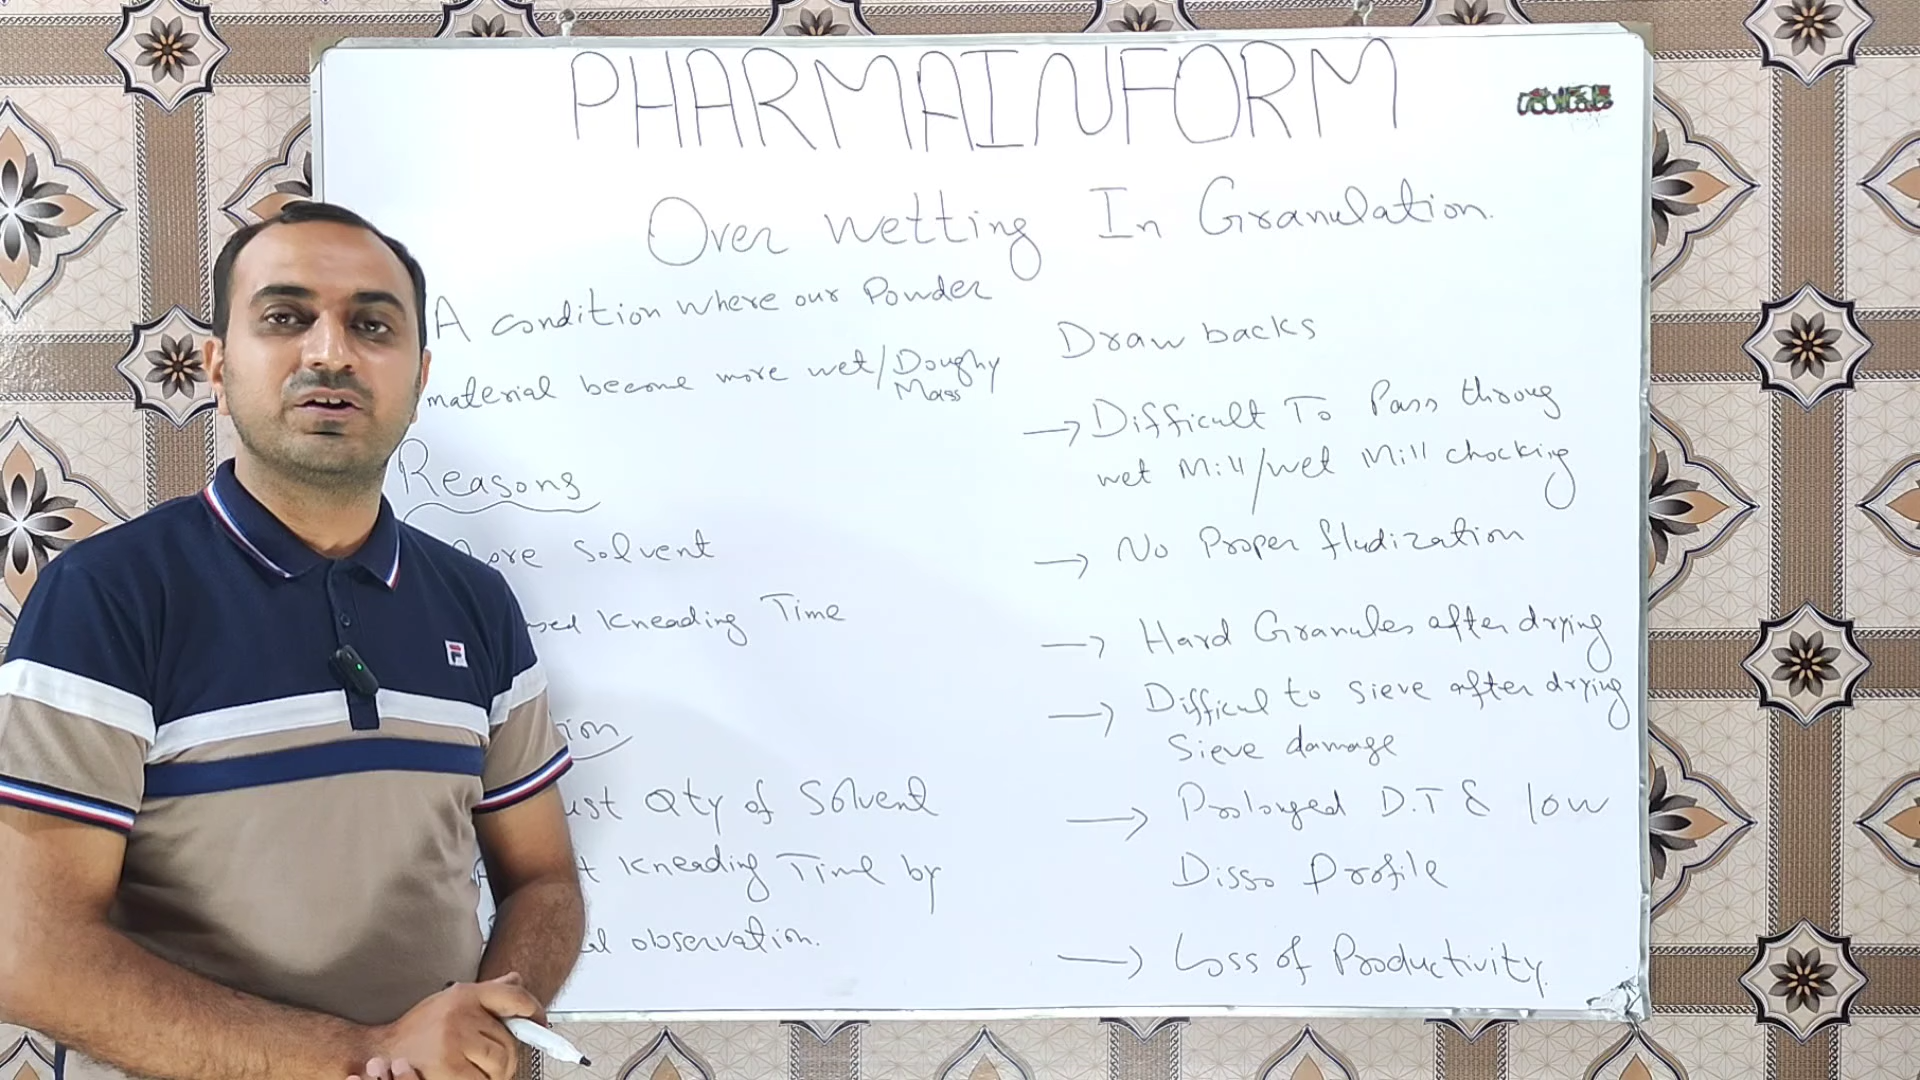 PHARMAINFORM
Over Wetting In Granulation.
A condition where our Powder
material become more wet/Doughy
Mass
Reasons
Solvent
Kneading Time
Qty of Solvent
Kneading Time by
observation.
Draw backs
→ Difficult To Pass throug
wet Mill/wet Mill chocking
→ No Proper fludization
→ Hard Granules after drying
→ Difficul to Sieve after drying
Sieve damage
→ Prolonged D.T & low
Disso Profile
→ Loss of Productivity.
F